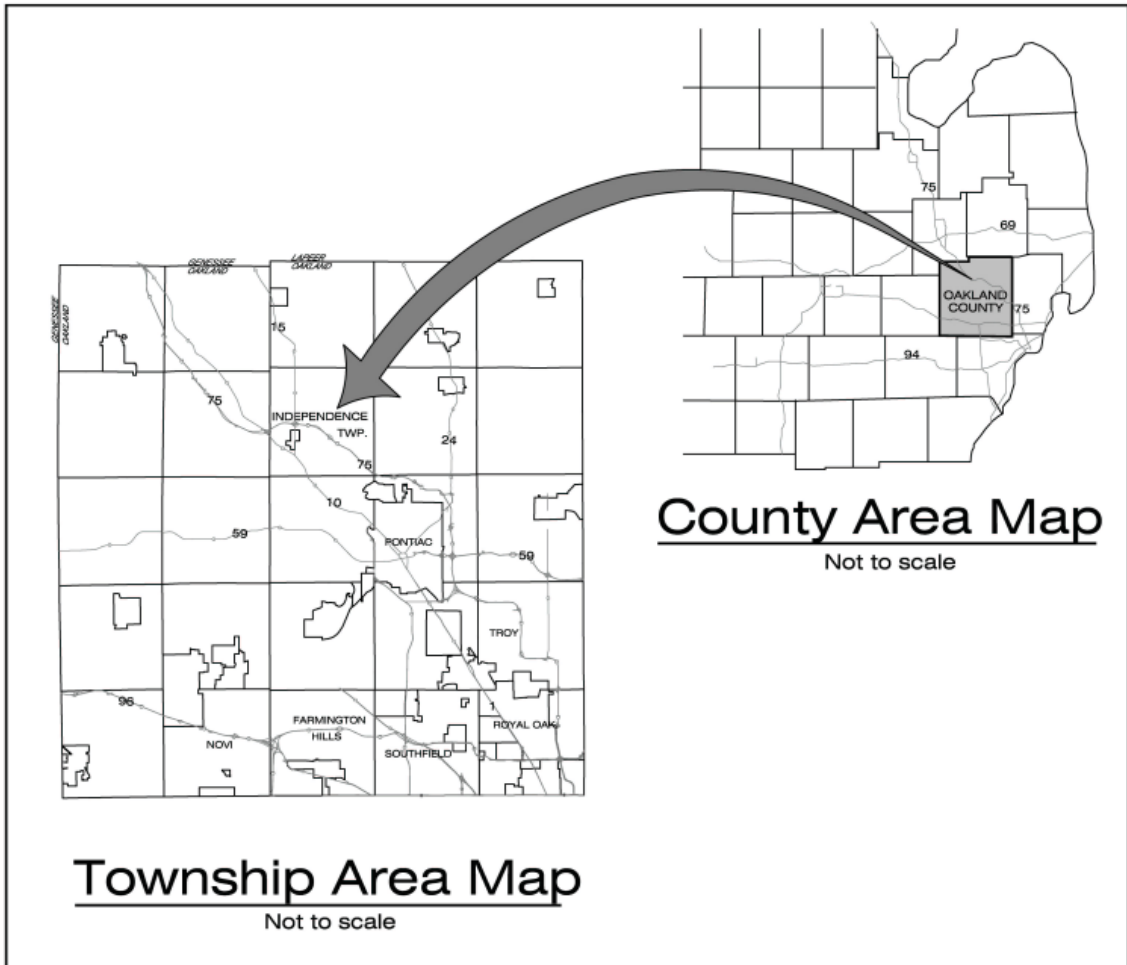 75
69
OAKLAND
COUNTY
75
94
County Area Map
Not to scale
GENESSEE
OAKLAND
LAPEER
OAKLAND
GENESSEE
OAKLAND
15
75
INDEPENDENCE
TWP.
24
75
10
59
PONTIAC
59
TROY
96
1
FARMINGTON
HILLS
ROYAL OAK
NOVI
SOUTHFIELD
Township Area Map
Not to scale